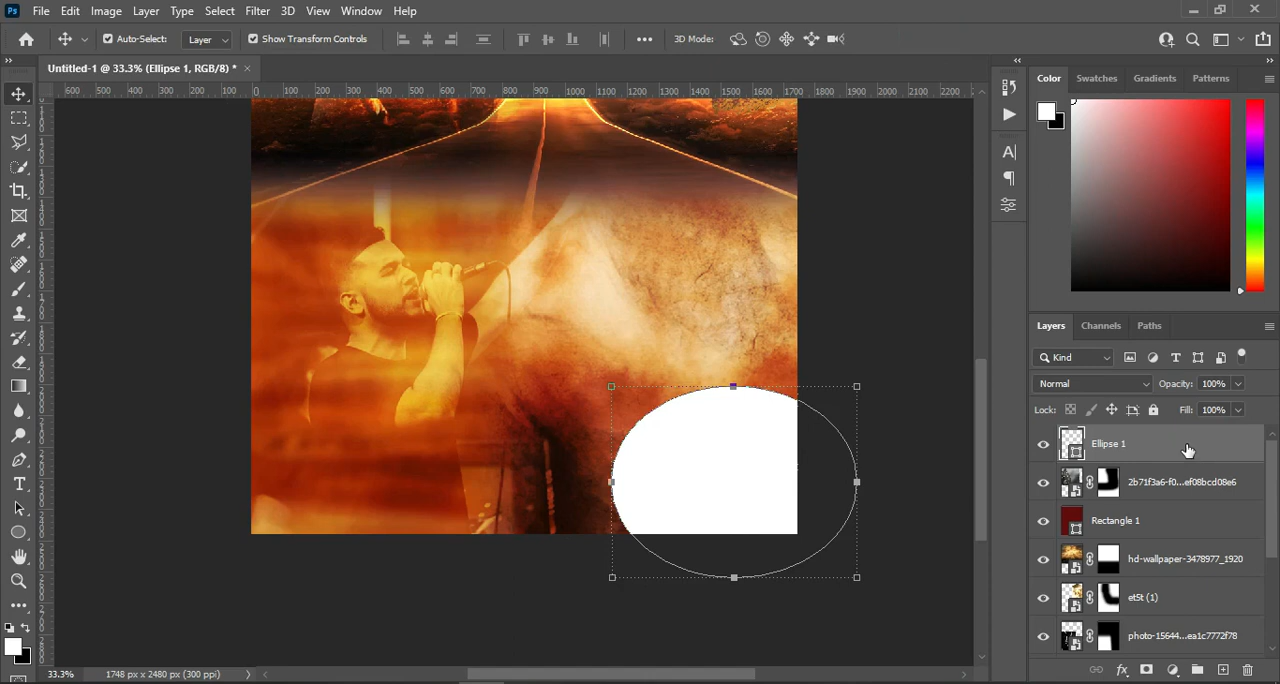 Ps File Edit Image Layer Type Select Filter 3D View Window Help
Auto-Select: Layer Show Transform Controls 3D Mode:
Untitled-1 @ 33.3% (Ellipse 1, RGB/8) *
600 500 400 300 200 100 0 100 200 300 400 500 600 700 800 900 1000 1100 1200 1300 1400 1500 1600 1700 1800 1900 2000 2100 2200
Color Swatches Gradients Patterns
Layers Channels Paths
Kind
Normal Opacity: 100%
Lock: Fill: 100%
Ellipse 1
2b71f3a6-f0...ef08bcd08e6
Rectangle 1
hd-wallpaper-3478977_1920
et5t (1)
photo-15644...ea1c7772f78
33.3% 1748 px x 2480 px (300 ppi)